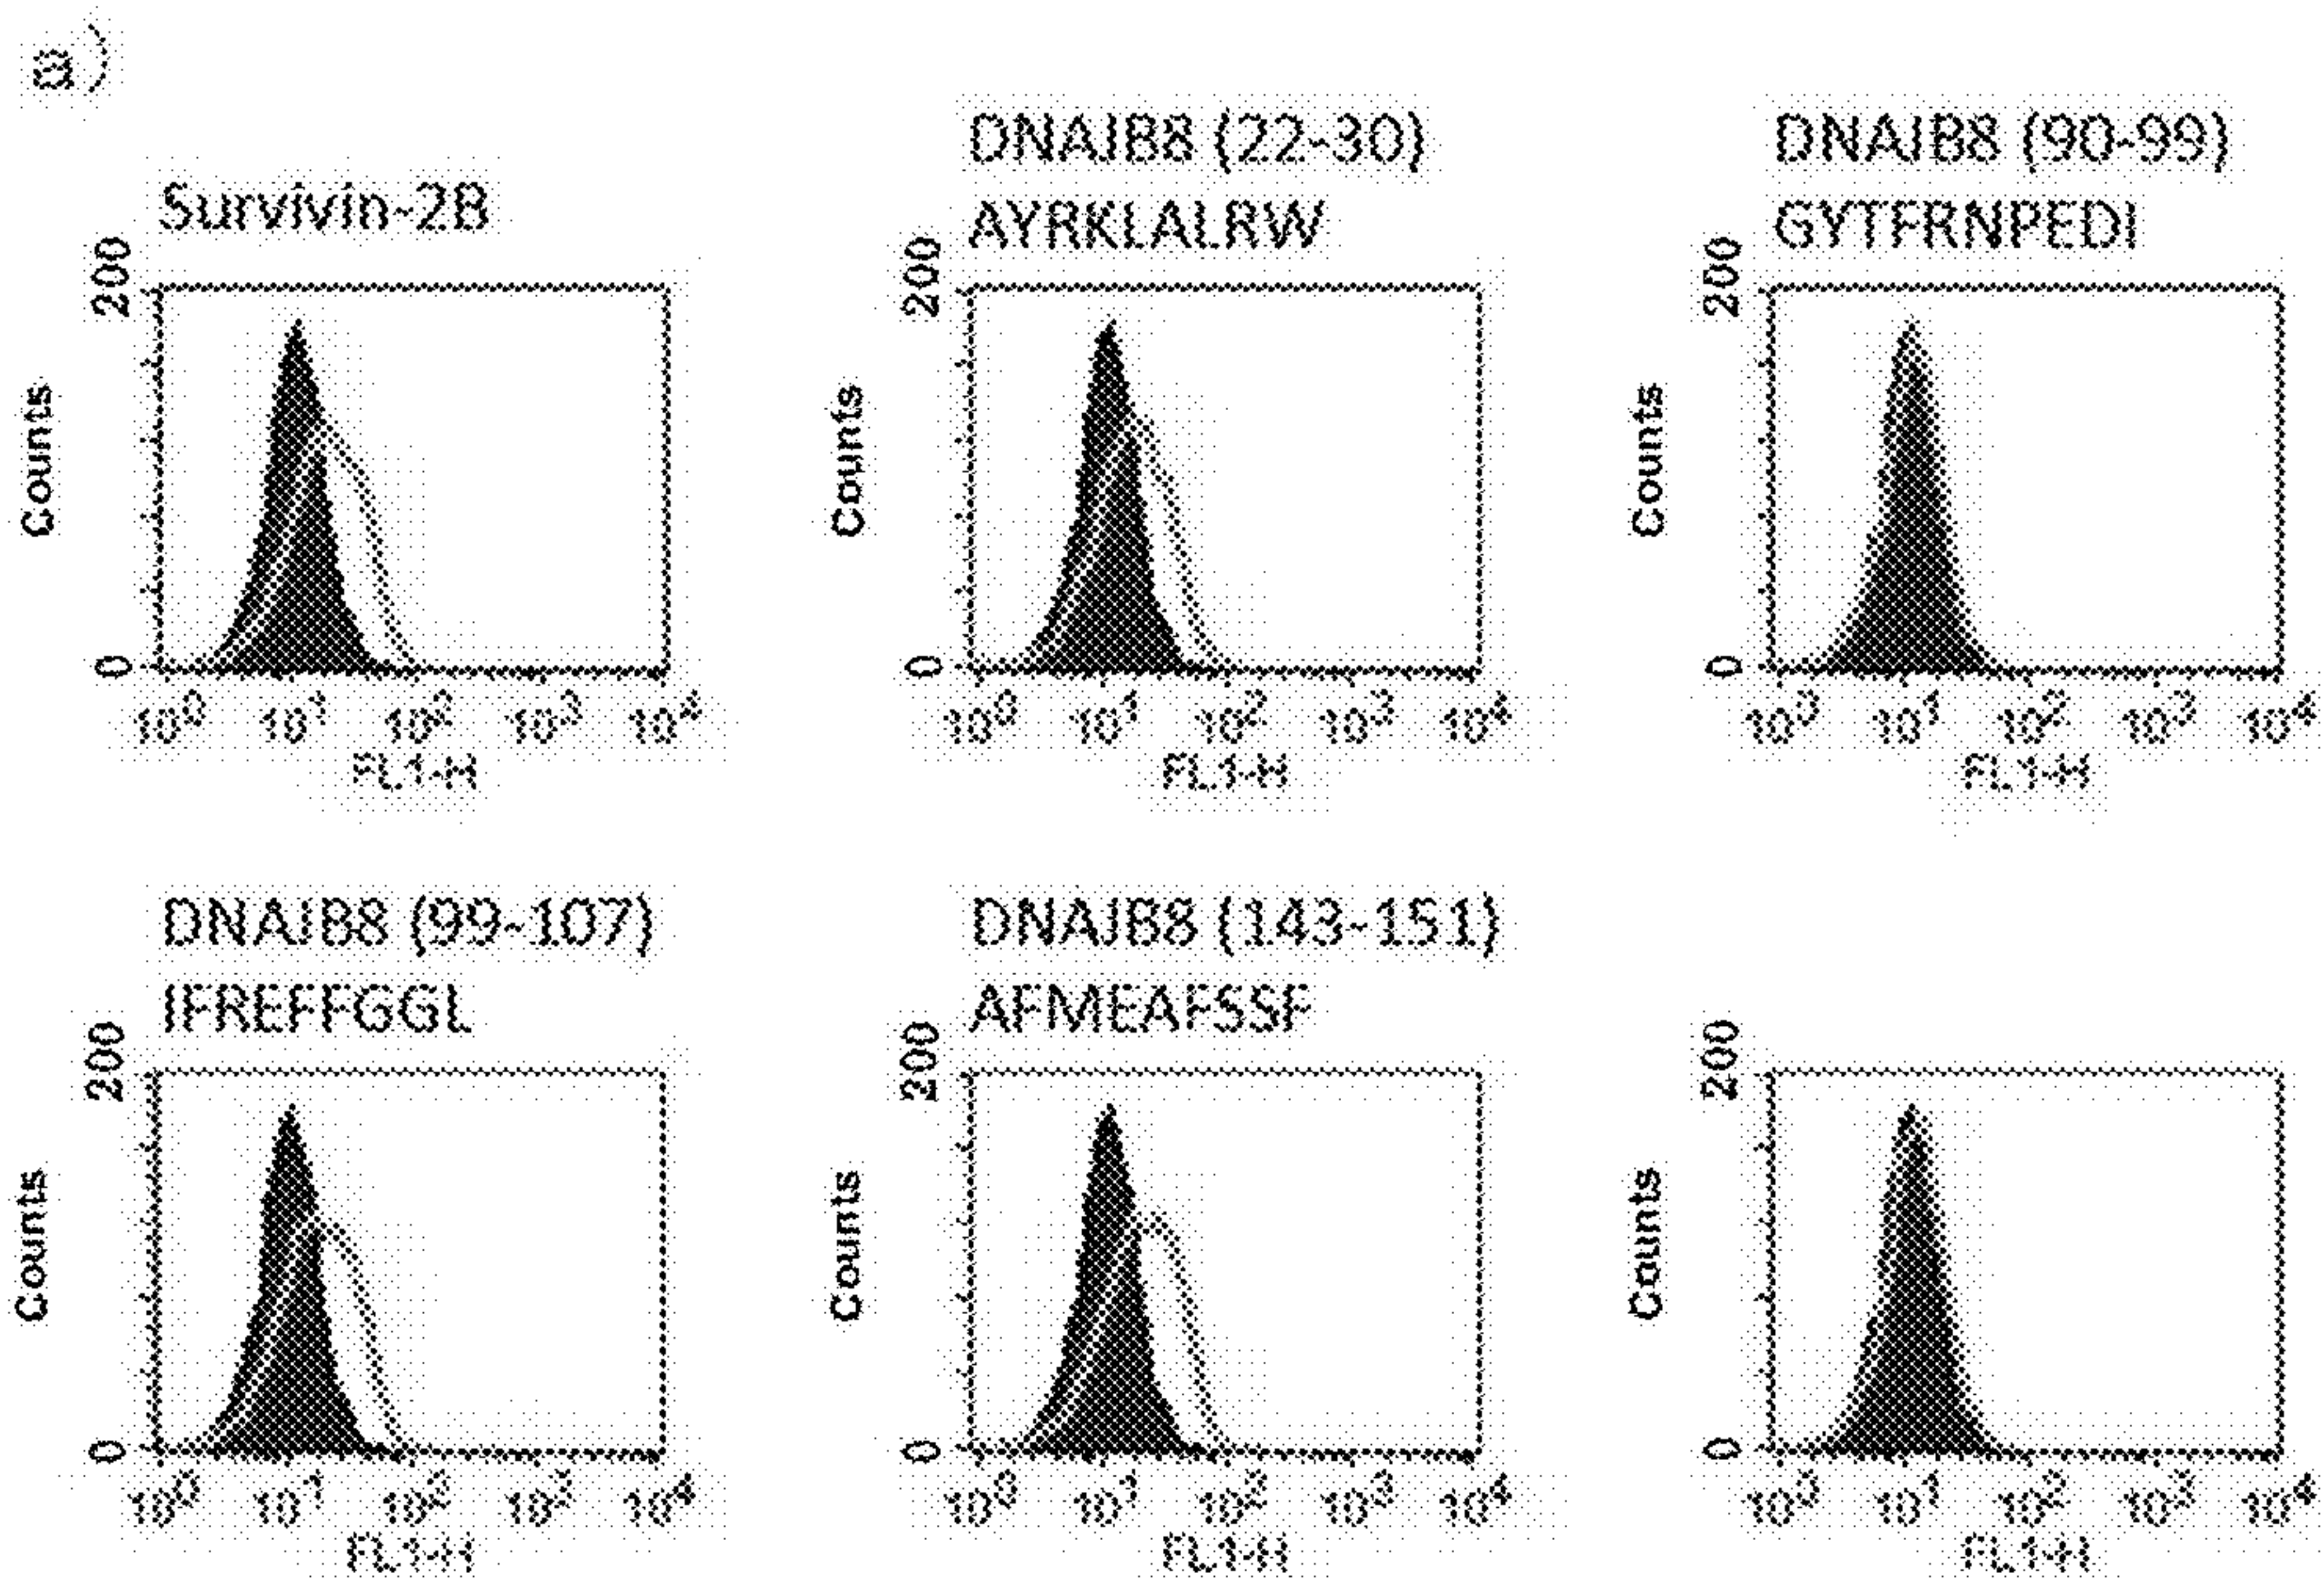 a)
Survivin-2B
200
Counts
0
10^0 10^1 10^2 10^3 10^4
FL1-H
DNAJB8 (22-30)
AYRKLALRW
200
Counts
0
10^0 10^1 10^2 10^3 10^4
FL1-H
DNAJB8 (90-99)
GYTFRNPEDI
200
Counts
0
10^0 10^1 10^2 10^3 10^4
FL1-H
DNAJB8 (99-107)
IFREFFGGL
200
Counts
0
10^0 10^1 10^2 10^3 10^4
FL1-H
DNAJB8 (143-151)
AFMEAFSSF
200
Counts
0
10^0 10^1 10^2 10^3 10^4
FL1-H
200
Counts
0
10^0 10^1 10^2 10^3 10^4
FL1-H